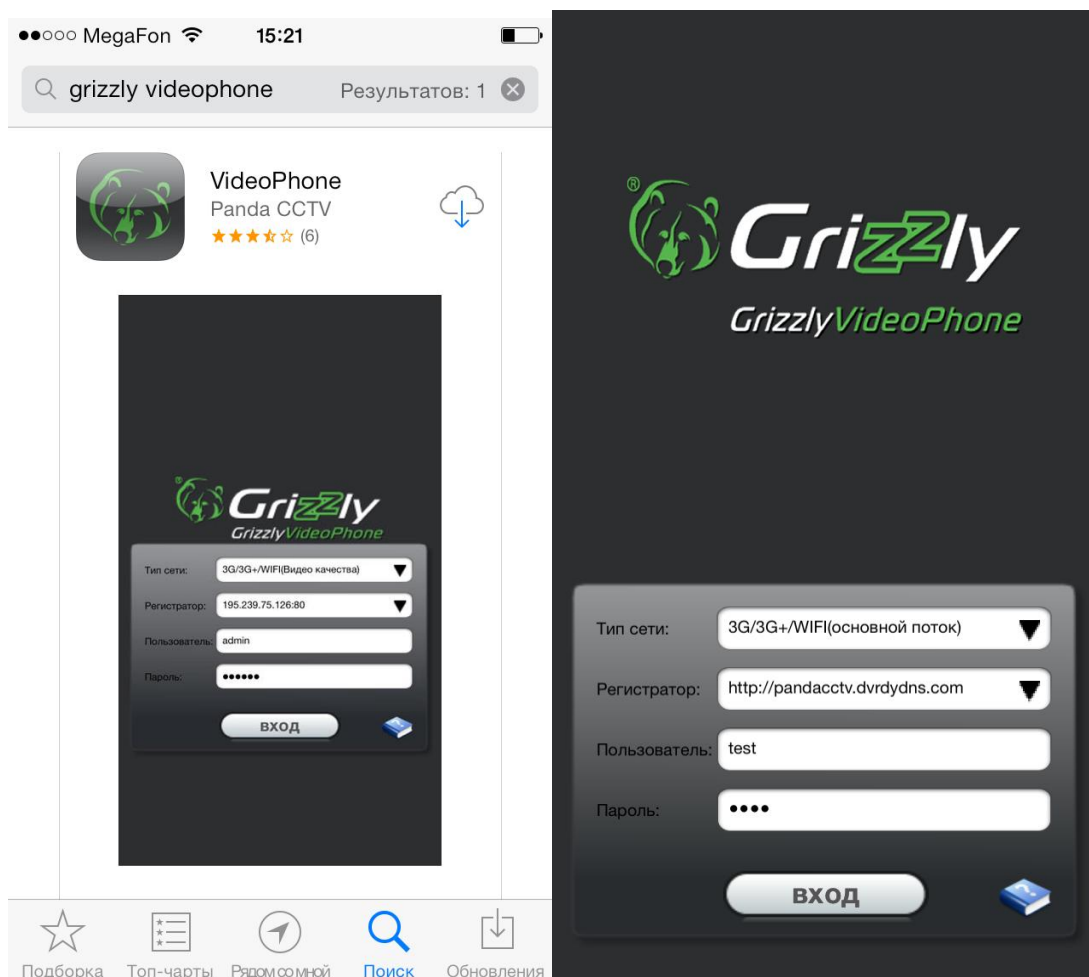 MegaFon 15:21
grizzly videophone Результатов: 1
VideoPhone
Panda CCTV
(6)
® Grizzly
GrizzlyVideoPhone
Тип сети: 3G/3G+/WIFI(Видео качества)
Регистратор: 195.239.75.126:80
Пользователь: admin
Пароль: ••••••
ВХОД
Подборка Топ-чарты Рядом со мной Поиск Обновления
® Grizzly
GrizzlyVideoPhone
Тип сети: 3G/3G+/WIFI(основной поток)
Регистратор: http://pandacctv.dvrdydns.com
Пользователь: test
Пароль: ••••
ВХОД
?